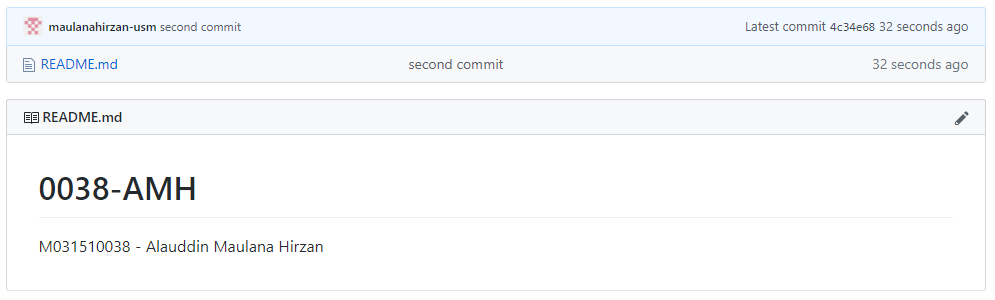 maulanahirzan-usm second commit Latest commit 4c34e68 32 seconds ago
README.md second commit 32 seconds ago
README.md
0038-AMH
M031510038 - Alauddin Maulana Hirzan